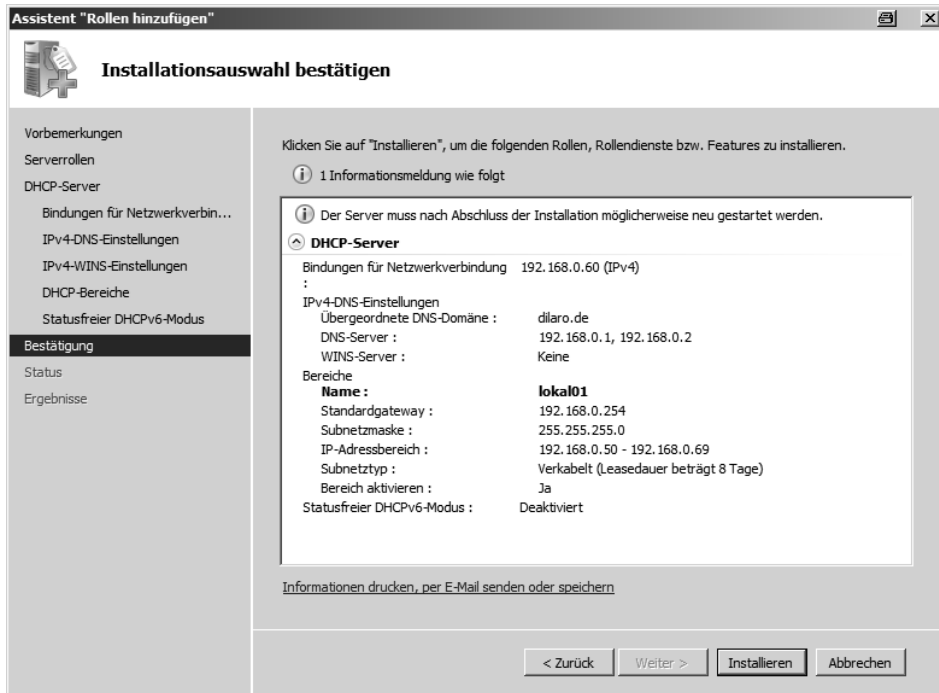 Assistent "Rollen hinzufügen"
Installationsauswahl bestätigen
Vorbemerkungen
Serverrollen
DHCP-Server
Bindungen für Netzwerkverbin...
IPv4-DNS-Einstellungen
IPv4-WINS-Einstellungen
DHCP-Bereiche
Statusfreier DHCPv6-Modus
Bestätigung
Status
Ergebnisse
Klicken Sie auf "Installieren", um die folgenden Rollen, Rollendienste bzw. Features zu installieren.
1 Informationsmeldung wie folgt
Der Server muss nach Abschluss der Installation möglicherweise neu gestartet werden.
DHCP-Server
Bindungen für Netzwerkverbindung 192.168.0.60 (IPv4)
:
IPv4-DNS-Einstellungen
Übergeordnete DNS-Domäne : dilaro.de
DNS-Server : 192.168.0.1, 192.168.0.2
WINS-Server : Keine
Bereiche
Name : lokal01
Standardgateway : 192.168.0.254
Subnetzmaske : 255.255.255.0
IP-Adressbereich : 192.168.0.50 - 192.168.0.69
Subnetztyp : Verkabelt (Leasedauer beträgt 8 Tage)
Bereich aktivieren : Ja
Statusfreier DHCPv6-Modus : Deaktiviert
Informationen drucken, per E-Mail senden oder speichern
< Zurück Weiter > Installieren Abbrechen